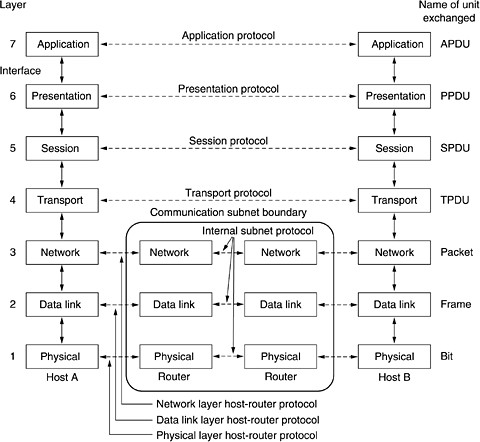 Layer
Name of unit
exchanged
7 Application Application protocol Application APDU
Interface
6 Presentation Presentation protocol Presentation PPDU
5 Session Session protocol Session SPDU
4 Transport Transport protocol Transport TPDU
Communication subnet boundary
Internal subnet protocol
3 Network Network Network Network Packet
2 Data link Data link Data link Data link Frame
1 Physical Physical Physical Physical Bit
Host A Router Router Host B
Network layer host-router protocol
Data link layer host-router protocol
Physical layer host-router protocol